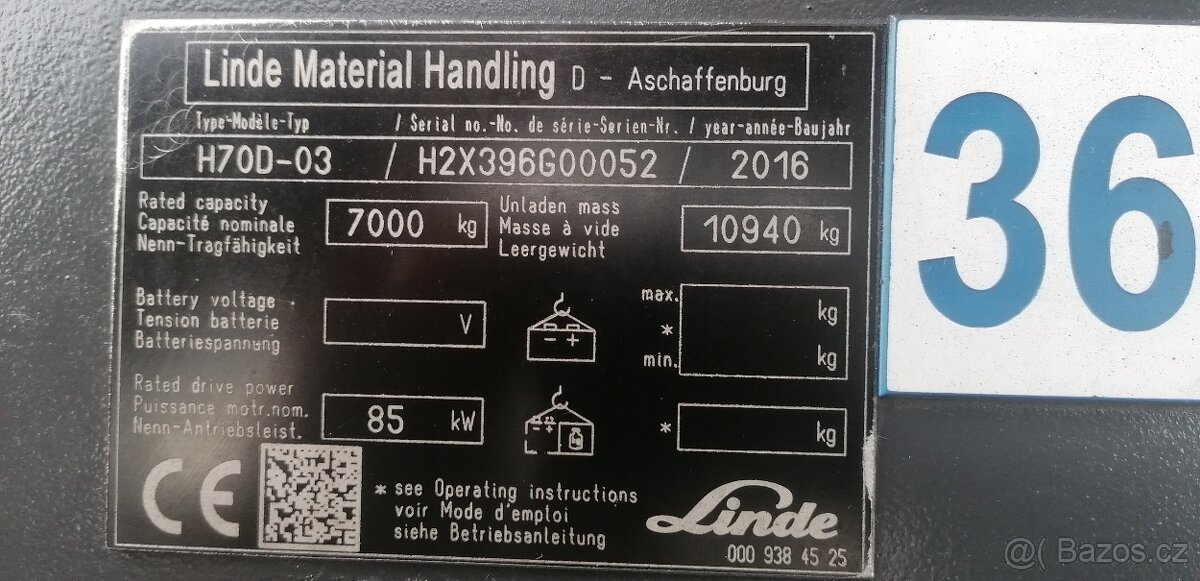 Linde Material Handling D - Aschaffenburg
Type-Modèle-Typ / Serial no.-No. de série-Serien-Nr. / year-année-Baujahr
H70D-03 / H2X396G00052 / 2016
Rated capacity
Capacité nominale
Nenn-Tragfähigkeit
7000 kg
Unladen mass
Masse à vide
Leergewicht
10940 kg
Battery voltage
Tension batterie
Batteriespannung
V
- +
max.
*
min.
kg
kg
Rated drive power
Puissance motr.nom.
Nenn-Antriebsleist.
85 kW
- +
* kg
CE
* see Operating instructions
voir Mode d'emploi
siehe Betriebsanleitung
Linde
000 938 45 25
36
@( Bazos.cz